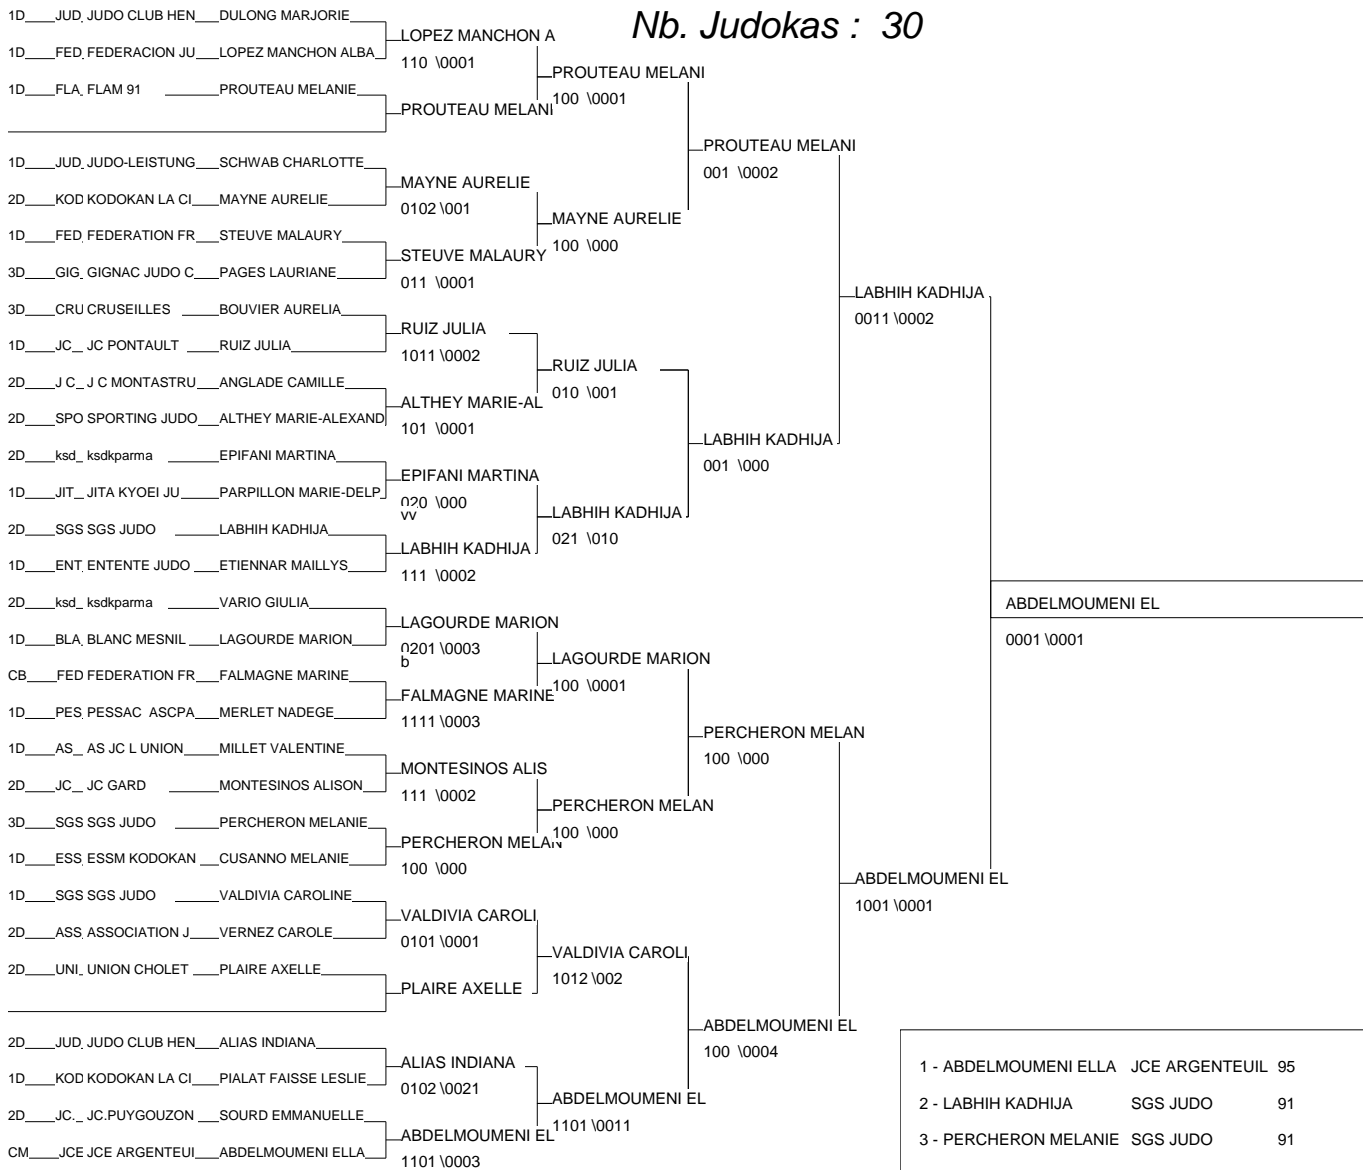 Nb. Judokas : 30
1D JUD JUDO CLUB HEN DULONG MARJORIE
1D FED FEDERACION JU LOPEZ MANCHON ALBA
1D FLA FLAM 91 PROUTEAU MELANIE
1D JUD JUDO-LEISTUNG SCHWAB CHARLOTTE
2D KOD KODOKAN LA CI MAYNE AURELIE
1D FED FEDERATION FR STEUVE MALAURY
3D GIG GIGNAC JUDO C PAGES LAURIANE
3D CRU CRUSEILLES BOUVIER AURELIA
1D JC JC PONTAULT RUIZ JULIA
2D J C J C MONTASTRU ANGLADE CAMILLE
2D SPO SPORTING JUDO ALTHEY MARIE-ALEXAND
2D ksd ksdkparma EPIFANI MARTINA
1D JIT JITA KYOEI JU PARPILLON MARIE-DELP
2D SGS SGS JUDO LABHIH KADHIJA
1D ENT ENTENTE JUDO ETIENNAR MAILLYS
2D ksd ksdkparma VARIO GIULIA
1D BLA BLANC MESNIL LAGOURDE MARION
CB FED FEDERATION FR FALMAGNE MARINE
1D PES PESSAC ASCPA MERLET NADEGE
1D AS AS JC L UNION MILLET VALENTINE
2D JC JC GARD MONTESINOS ALISON
3D SGS SGS JUDO PERCHERON MELANIE
1D ESS ESSM KODOKAN CUSANNO MELANIE
1D SGS SGS JUDO VALDIVIA CAROLINE
2D ASS ASSOCIATION J VERNEZ CAROLE
2D UNI UNION CHOLET PLAIRE AXELLE
2D JUD JUDO CLUB HEN ALIAS INDIANA
1D KOD KODOKAN LA CI PIALAT FAISSE LESLIE
2D JC. JC.PUYGOUZON SOURD EMMANUELLE
CM JCE JCE ARGENTEUI ABDELMOUMENI ELLA
LOPEZ MANCHON A
110 \0001
PROUTEAU MELANI
MAYNE AURELIE
0102 \001
STEUVE MALAURY
011 \0001
RUIZ JULIA
1011 \0002
ALTHEY MARIE-AL
101 \0001
EPIFANI MARTINA
020 \000
vv
LABHIH KADHIJA
111 \0002
LAGOURDE MARION
0201 \0003
b
FALMAGNE MARINE
1111 \0003
MONTESINOS ALIS
111 \0002
PERCHERON MELAN
100 \000
VALDIVIA CAROLI
0101 \0001
PLAIRE AXELLE
ALIAS INDIANA
0102 \0021
ABDELMOUMENI EL
1101 \0003
PROUTEAU MELANI
100 \0001
MAYNE AURELIE
100 \000
RUIZ JULIA
010 \001
LABHIH KADHIJA
021 \010
LAGOURDE MARION
100 \0001
PERCHERON MELAN
100 \000
VALDIVIA CAROLI
1012 \002
ABDELMOUMENI EL
1101 \0011
PROUTEAU MELANI
001 \0002
LABHIH KADHIJA
001 \000
PERCHERON MELAN
100 \000
ABDELMOUMENI EL
100 \0004
LABHIH KADHIJA
0011 \0002
ABDELMOUMENI EL
1001 \0001
ABDELMOUMENI EL
0001 \0001
1 - ABDELMOUMENI ELLA JCE ARGENTEUIL 95
2 - LABHIH KADHIJA SGS JUDO 91
3 - PERCHERON MELANIE SGS JUDO 91